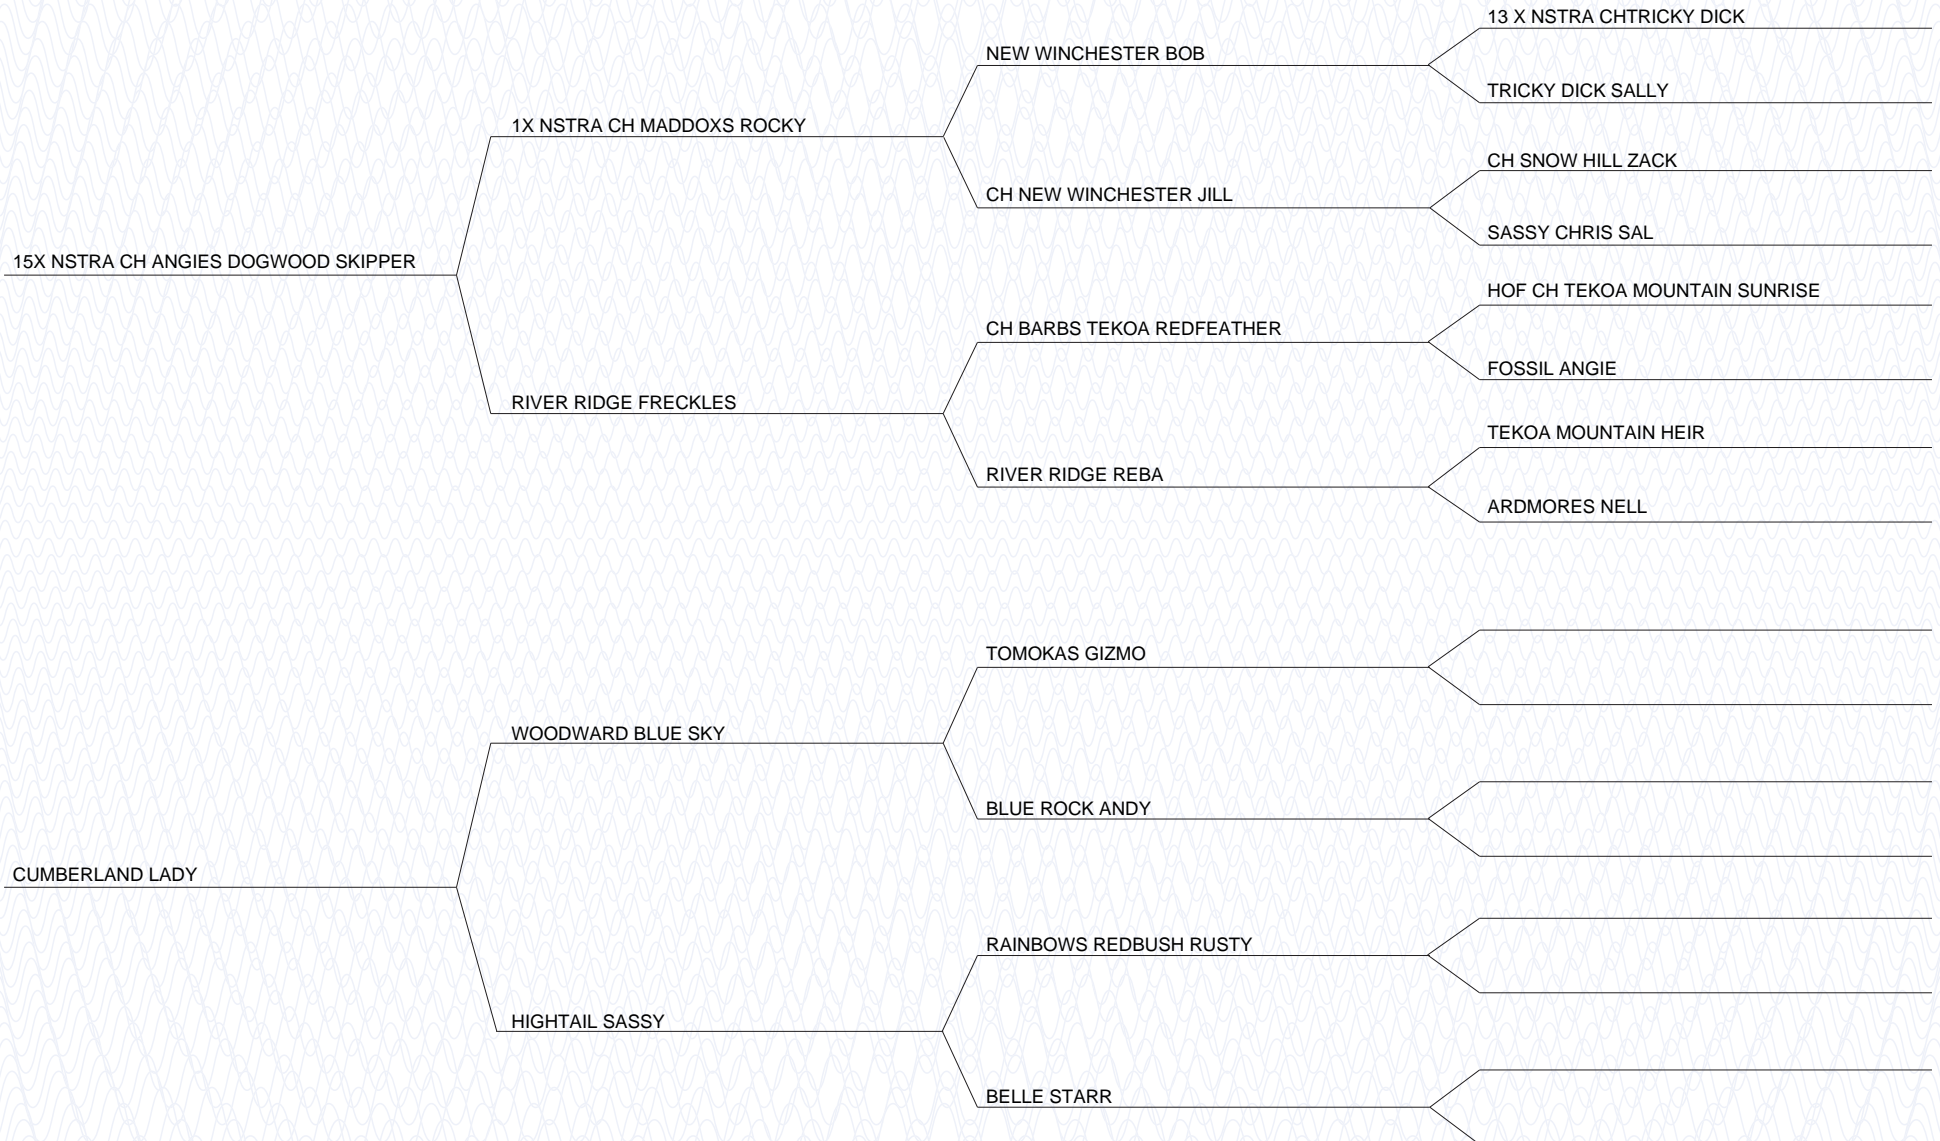 13 X NSTRA CHTRICKY DICK
NEW WINCHESTER BOB
TRICKY DICK SALLY
1X NSTRA CH MADDOXS ROCKY
CH SNOW HILL ZACK
CH NEW WINCHESTER JILL
SASSY CHRIS SAL
15X NSTRA CH ANGIES DOGWOOD SKIPPER
HOF CH TEKOA MOUNTAIN SUNRISE
CH BARBS TEKOA REDFEATHER
FOSSIL ANGIE
RIVER RIDGE FRECKLES
TEKOA MOUNTAIN HEIR
RIVER RIDGE REBA
ARDMORES NELL
TOMOKAS GIZMO
WOODWARD BLUE SKY
BLUE ROCK ANDY
CUMBERLAND LADY
RAINBOWS REDBUSH RUSTY
HIGHTAIL SASSY
BELLE STARR